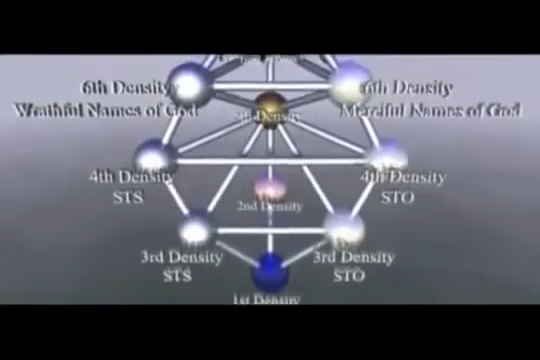 6th Density
6th Density
Wrathful Names of God
Merciful Names of God
5th Density
4th Density
STS
4th Density
STO
2nd Density
3rd Density
STS
3rd Density
STO
1st Density